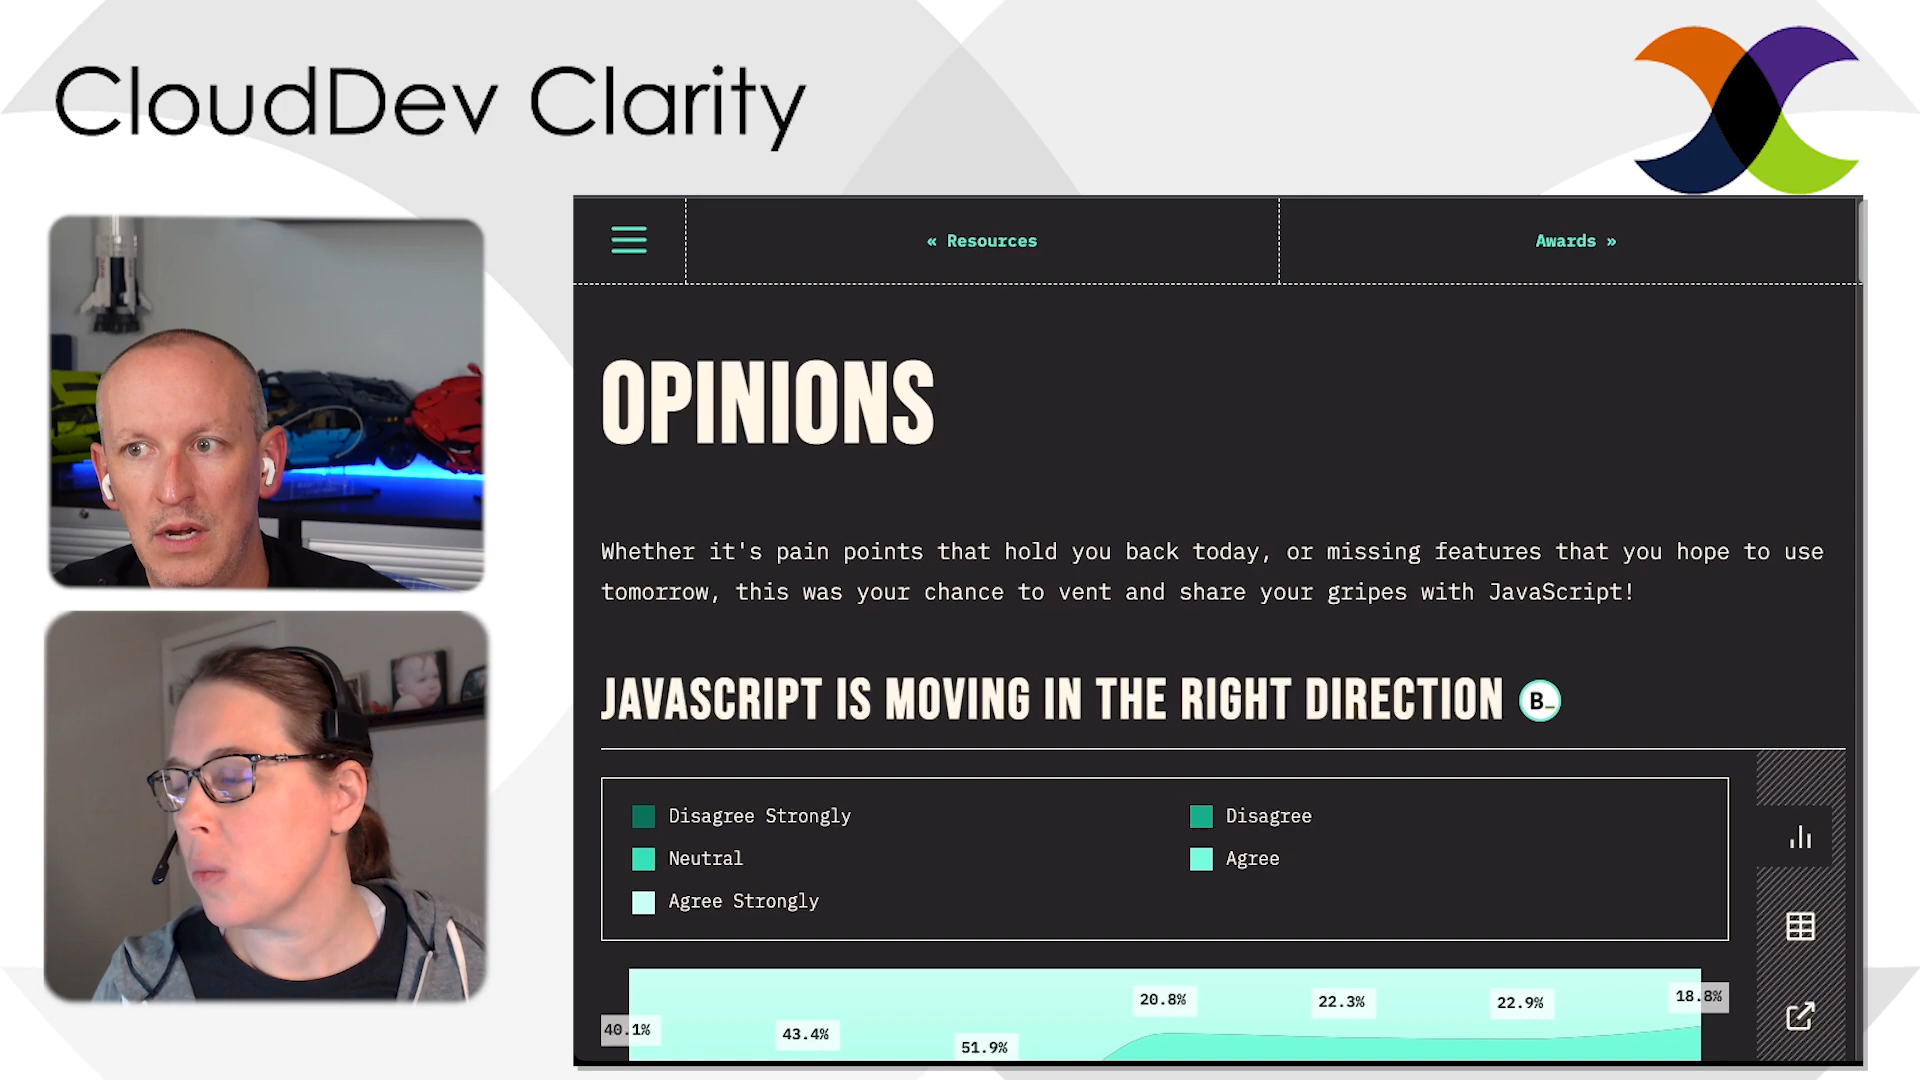 CloudDev Clarity
« Resources
Awards »
OPINIONS
Whether it's pain points that hold you back today, or missing features that you hope to use
tomorrow, this was your chance to vent and share your gripes with JavaScript!
JAVASCRIPT IS MOVING IN THE RIGHT DIRECTION B_
Disagree Strongly
Disagree
Neutral
Agree
Agree Strongly
40.1%
43.4%
51.9%
20.8%
22.3%
22.9%
18.8%